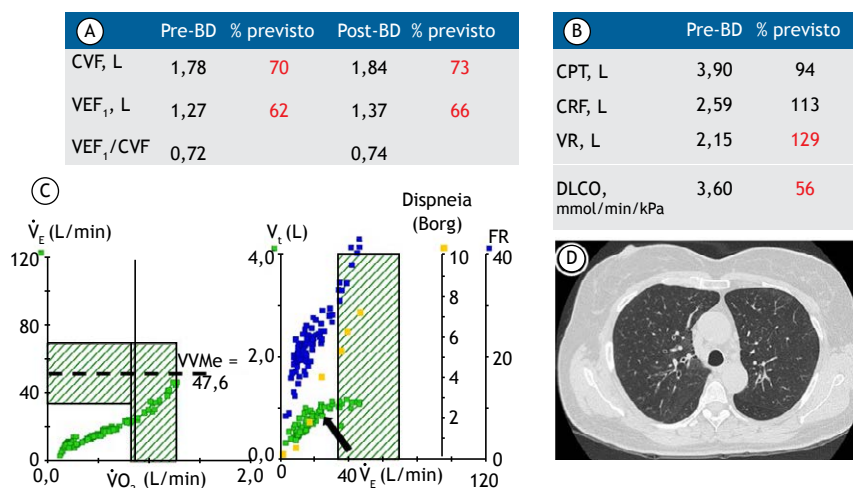 A Pre-BD % previsto Post-BD % previsto
CVF, L 1,78 70 1,84 73
VEF1, L 1,27 62 1,37 66
VEF1/CVF 0,72 0,74
B Pre-BD % previsto
CPT, L 3,90 94
CRF, L 2,59 113
VR, L 2,15 129
DLCO, mmol/min/kPa 3,60 56
C
V̇E (L/min)
120
80
40
0
0,0 V̇O2 (L/min) 2,0
VVMe =
47,6
Vt (L)
4,0
2,0
0,0
40 V̇E (L/min) 120
Dispneia
(Borg)
10
8
6
4
2
FR
40
20
0
D